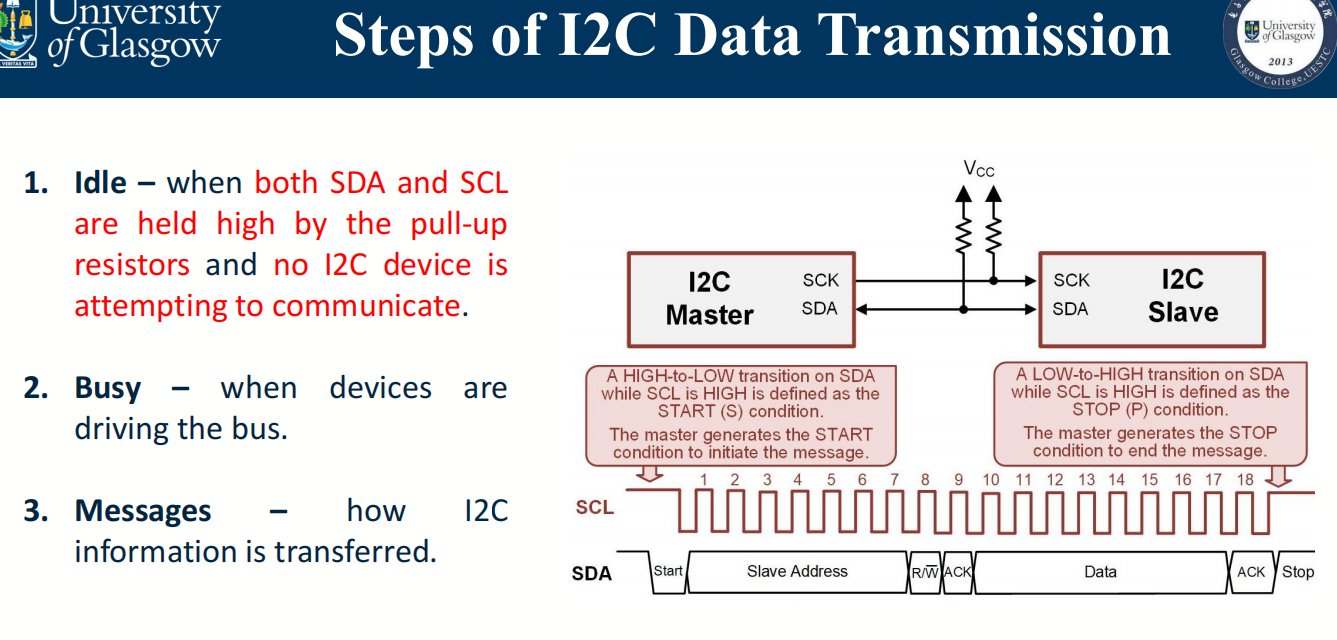 University
of Glasgow
VERITAS VITA
Steps of I2C Data Transmission
University
of Glasgow
2013
Glasgow College, UESTC
1. Idle – when both SDA and SCL
are held high by the pull-up
resistors and no I2C device is
attempting to communicate.
2. Busy – when devices are
driving the bus.
3. Messages – how I2C
information is transferred.
VCC
I2C
Master
SCK
SDA
SCK
SDA
I2C
Slave
A HIGH-to-LOW transition on SDA
while SCL is HIGH is defined as the
START (S) condition.
The master generates the START
condition to initiate the message.
A LOW-to-HIGH transition on SDA
while SCL is HIGH is defined as the
STOP (P) condition.
The master generates the STOP
condition to end the message.
1 2 3 4 5 6 7 8 9 10 11 12 13 14 15 16 17 18
SCL
SDA Start Slave Address R/W̅ ACK Data ACK Stop